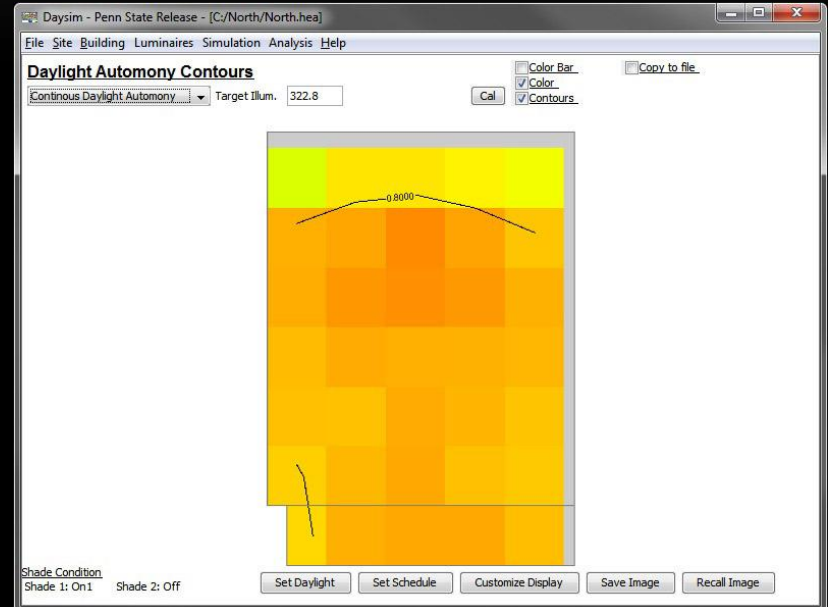 Daysim - Penn State Release - [C:/North/North.hea]
File Site Building Luminaires Simulation Analysis Help
Daylight Automony Contours
Color Bar
Copy to file
Continous Daylight Automony
Target Illum. 322.8
Cal
Color
Contours
0.8000
Shade Condition
Shade 1: On1 Shade 2: Off
Set Daylight Set Schedule Customize Display Save Image Recall Image